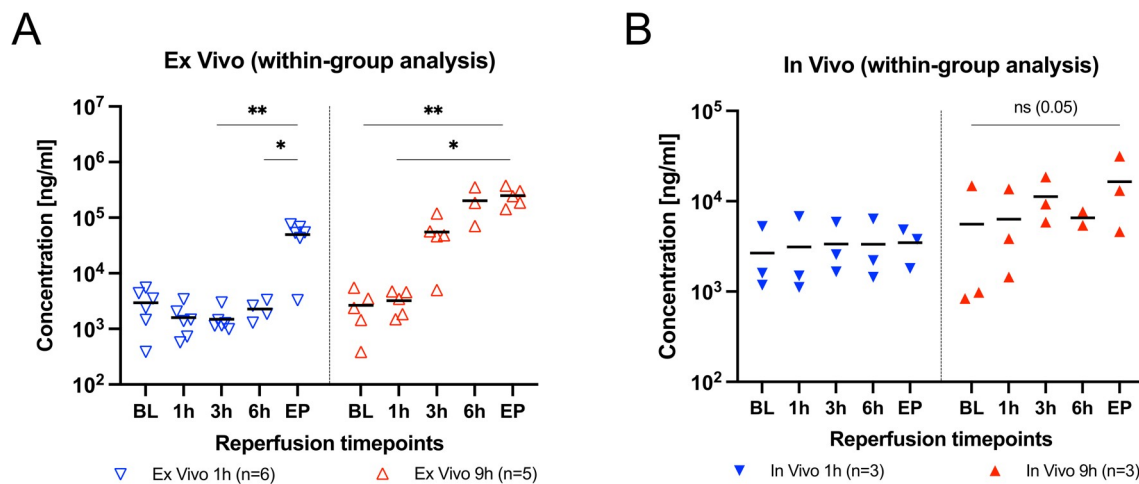 A
Ex Vivo (within-group analysis)
Concentration [ng/ml]
10^7
10^6
10^5
10^4
10^3
10^2
** * ** *
BL 1h 3h 6h EP BL 1h 3h 6h EP
Reperfusion timepoints
Ex Vivo 1h (n=6) Ex Vivo 9h (n=5)
B
In Vivo (within-group analysis)
Concentration [ng/ml]
10^5
10^4
10^3
10^2
ns (0.05)
BL 1h 3h 6h EP BL 1h 3h 6h EP
Reperfusion timepoints
In Vivo 1h (n=3) In Vivo 9h (n=3)